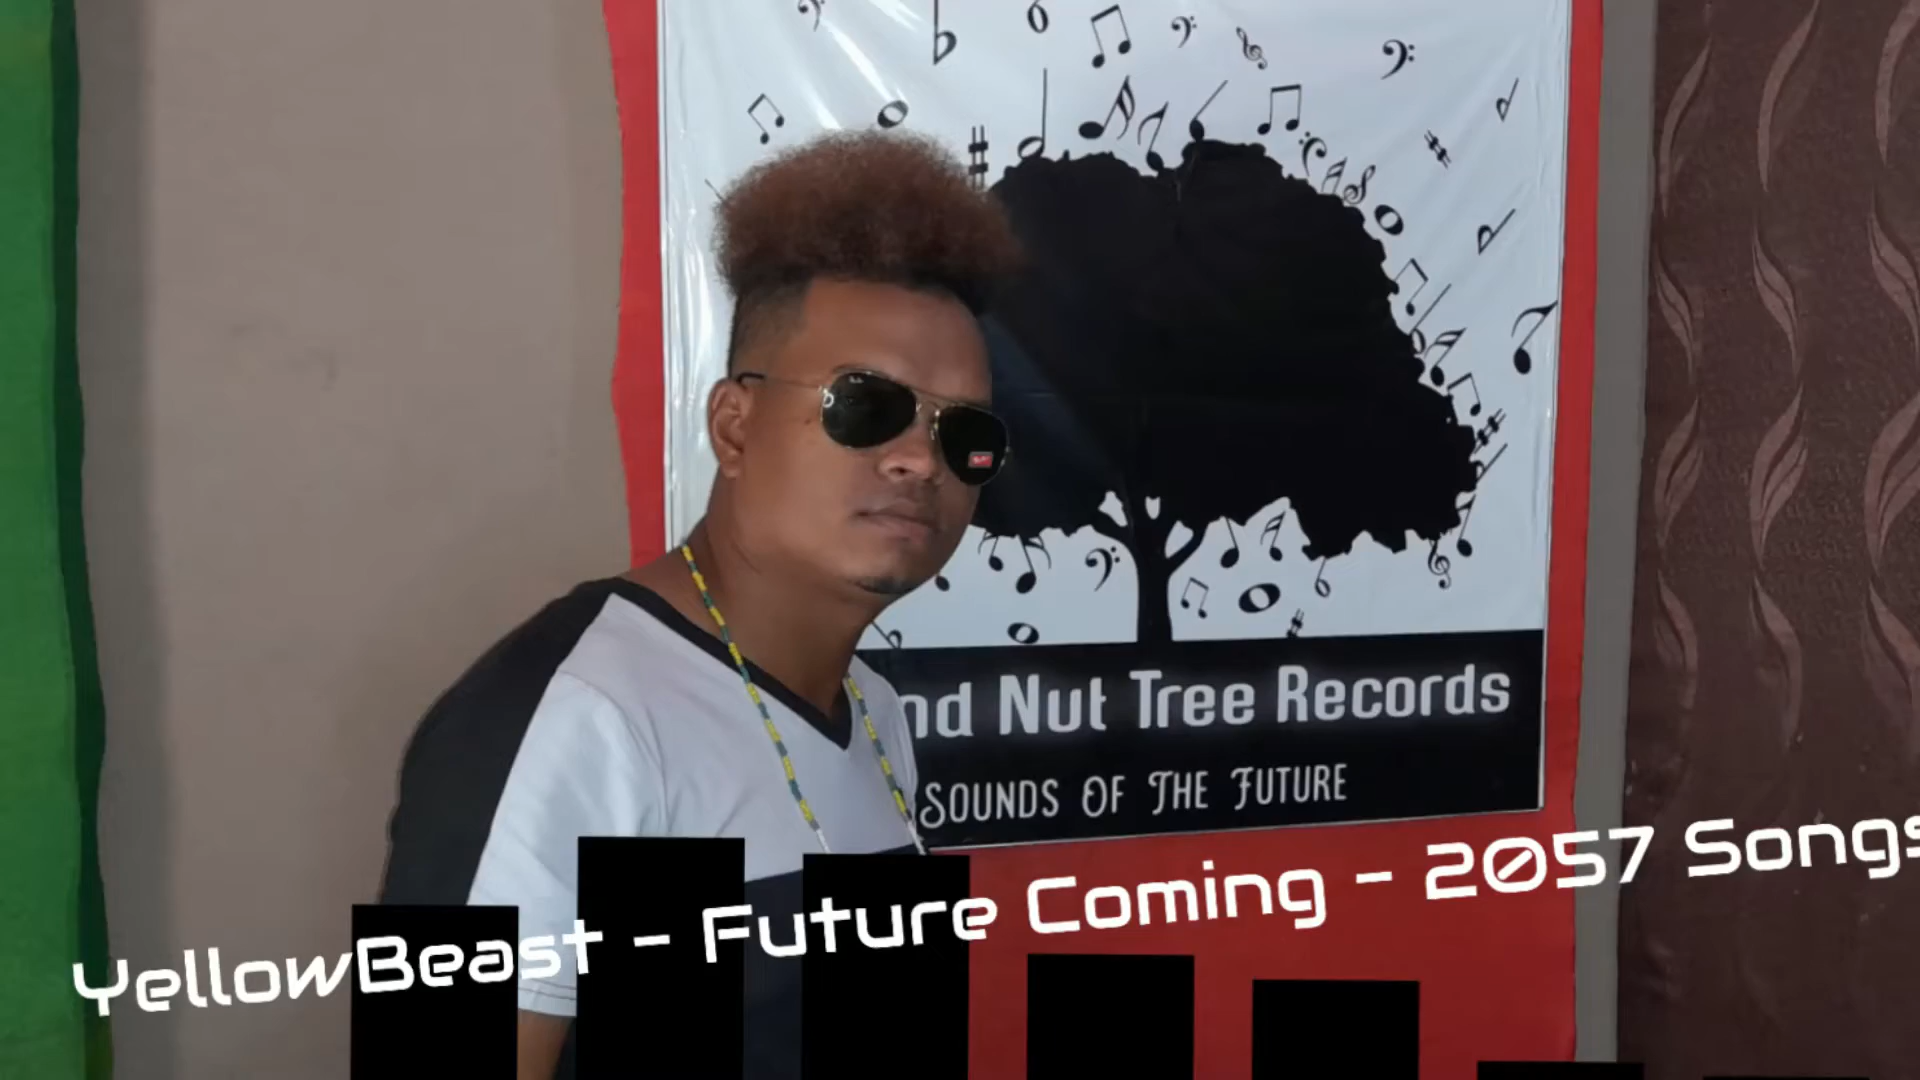 nd Nut Tree Records
SOUNDS OF THE FUTURE
YellowBeast - Future Coming - 2057 Songs